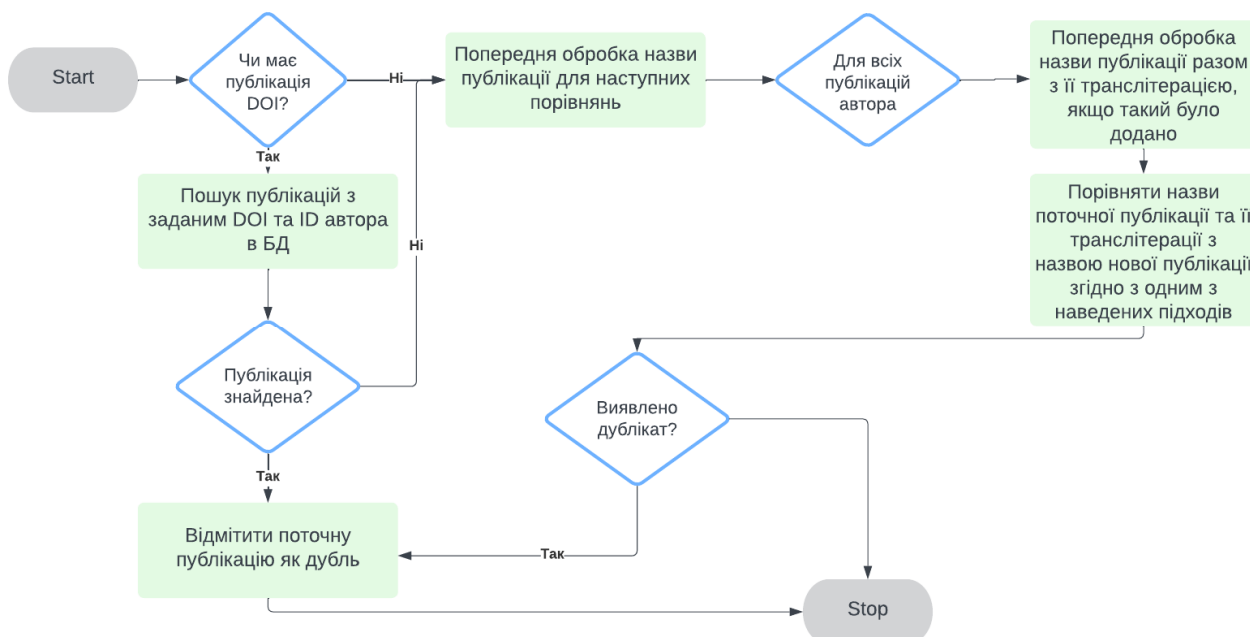 Start
Чи має
публікація
DOI?
Ні
Попередня обробка назви
публікації для наступних
порівнянь
Для всіх
публікацій
автора
Попередня обробка
назви публікації разом
з її транслітерацією,
якщо такий було
додано
Так
Пошук публікацій з
заданим DOI та ID автора
в БД
Ні
Порівняти назви
поточної публікації та її
транслітерації з
назвою нової публікації
згідно з одним з
наведених підходів
Публікація
знайдена?
Виявлено
дублікат?
Так
Відмітити поточну
публікацію як дубль
Так
Stop